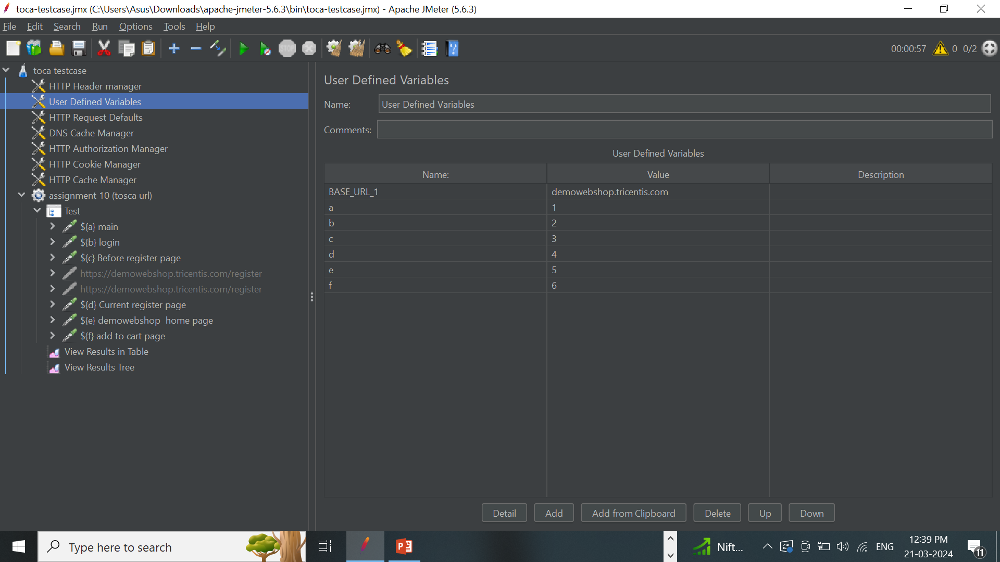 toca-testcase.jmx (C:\Users\Asus\Downloads\apache-jmeter-5.6.3\bin\toca-testcase.jmx) - Apache JMeter (5.6.3)
File Edit Search Run Options Tools Help
STOP
00:00:57 0 0/2
toca testcase
HTTP Header manager
User Defined Variables
HTTP Request Defaults
DNS Cache Manager
HTTP Authorization Manager
HTTP Cookie Manager
HTTP Cache Manager
assignment 10 (tosca url)
Test
${a} main
${b} login
${c} Before register page
https://demowebshop.tricentis.com/register
https://demowebshop.tricentis.com/register
${d} Current register page
${e} demowebshop  home page
${f} add to cart page
View Results in Table
View Results Tree
User Defined Variables
Name: User Defined Variables
Comments:
User Defined Variables
Name: Value Description
BASE_URL_1 demowebshop.tricentis.com
a 1
b 2
c 3
d 4
e 5
f 6
Detail Add Add from Clipboard Delete Up Down
Type here to search
P
Nift...
ENG
12:39 PM
21-03-2024
11